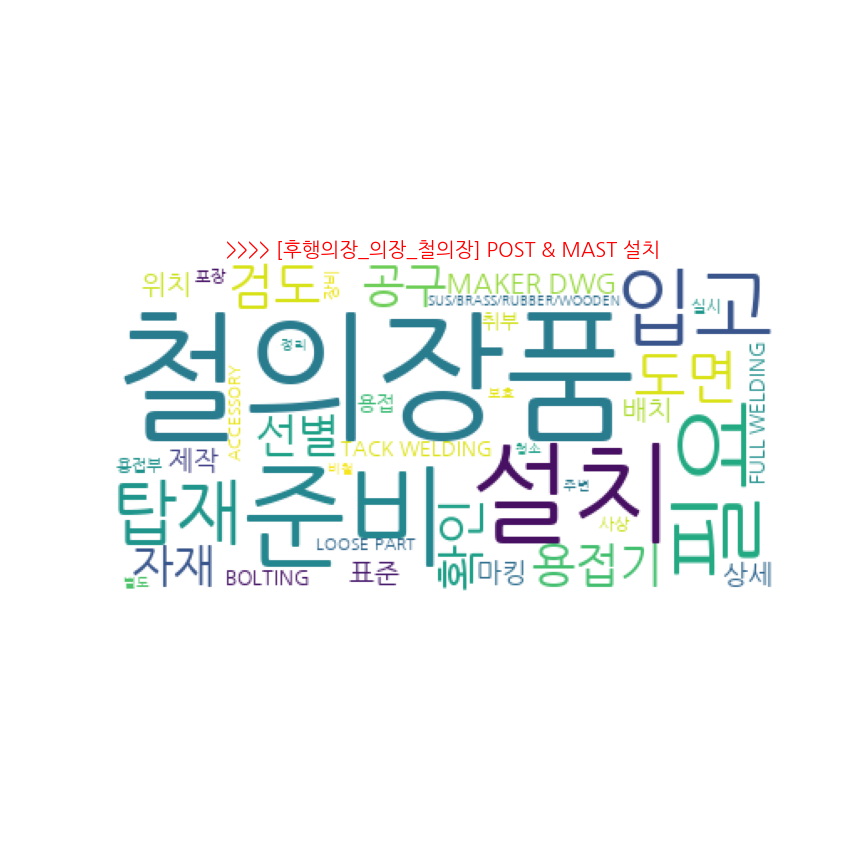 >>>> [후행의장_의장_철의장] POST & MAST 설치
위치
포장
검도
장비
공구
MAKER DWG
입고
SUS/BRASS/RUBBER/WOODEN
실시
철의장품
정리
취부
도면
FULL WELDING
ACCESSORY
용접
보호
배치
필요
선별
TACK WELDING
청소
설치
용접부
제작
비철
주변
탑재
준비
확인
사상
자재
LOOSE PART
BOLTING
표준
마킹
용접기
상세
별도